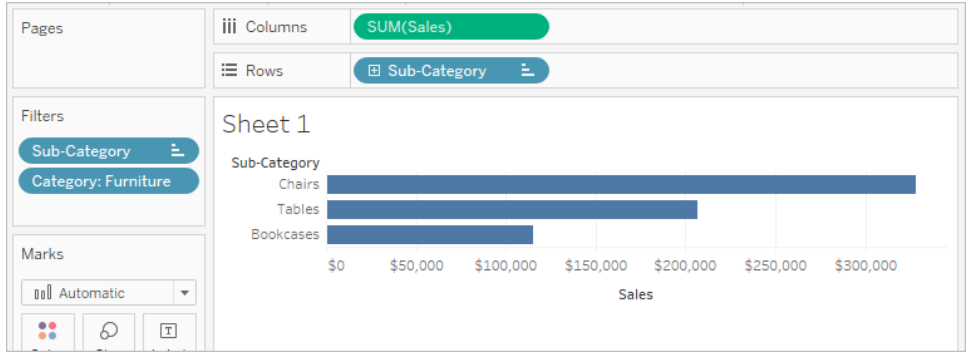 Pages
Columns
SUM(Sales)
Rows
Sub-Category
Filters
Sub-Category
Category: Furniture
Sheet 1
Sub-Category
Chairs
Tables
Bookcases
$0 $50,000 $100,000 $150,000 $200,000 $250,000 $300,000
Sales
Marks
Automatic
T